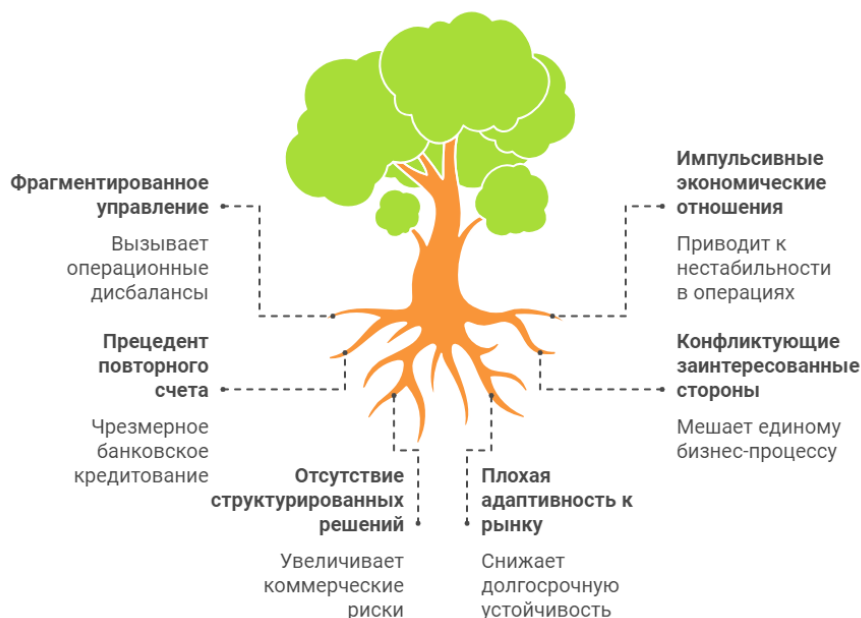 Фрагментированное
управление
Вызывает
операционные
дисбалансы
Прецедент
повторного
счета
Чрезмерное
банковское
кредитование
Отсутствие
структурированных
решений
Увеличивает
коммерческие
риски
Плохая
адаптивность к
рынку
Снижает
долгосрочную
устойчивость
Импульсивные
экономические
отношения
Приводит к
нестабильности
в операциях
Конфликтующие
заинтересованные
стороны
Мешает единому
бизнес-процессу